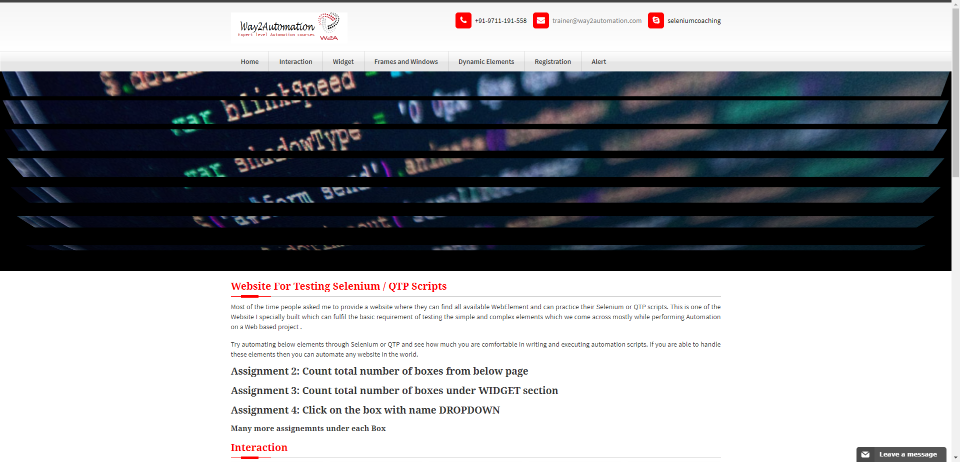 Way2Automation
Expert level Automation courses
W2A
+91-9711-191-558
trainer@way2automation.com
seleniumcoaching
Home
Interaction
Widget
Frames and Windows
Dynamic Elements
Registration
Alert
var blinkSpeed
var shadowType =
Website For Testing Selenium / QTP Scripts
Most of the time people asked me to provide a website where they can find all available WebElement and can practice their Selenium or QTP scripts. This is one of the
Website I specially built which can fulfil the basic requirement of testing the simple and complex elements which we come across mostly while performing Automation
on a Web based project .
Try automating below elements through Selenium or QTP and see how much you are comfortable in writing and executing automation scripts. If you are able to handle
these elements then you can automate any website in the world.
Assignment 2: Count total number of boxes from below page
Assignment 3: Count total number of boxes under WIDGET section
Assignment 4: Click on the box with name DROPDOWN
Many more assignemnts under each Box
Interaction
Leave a message